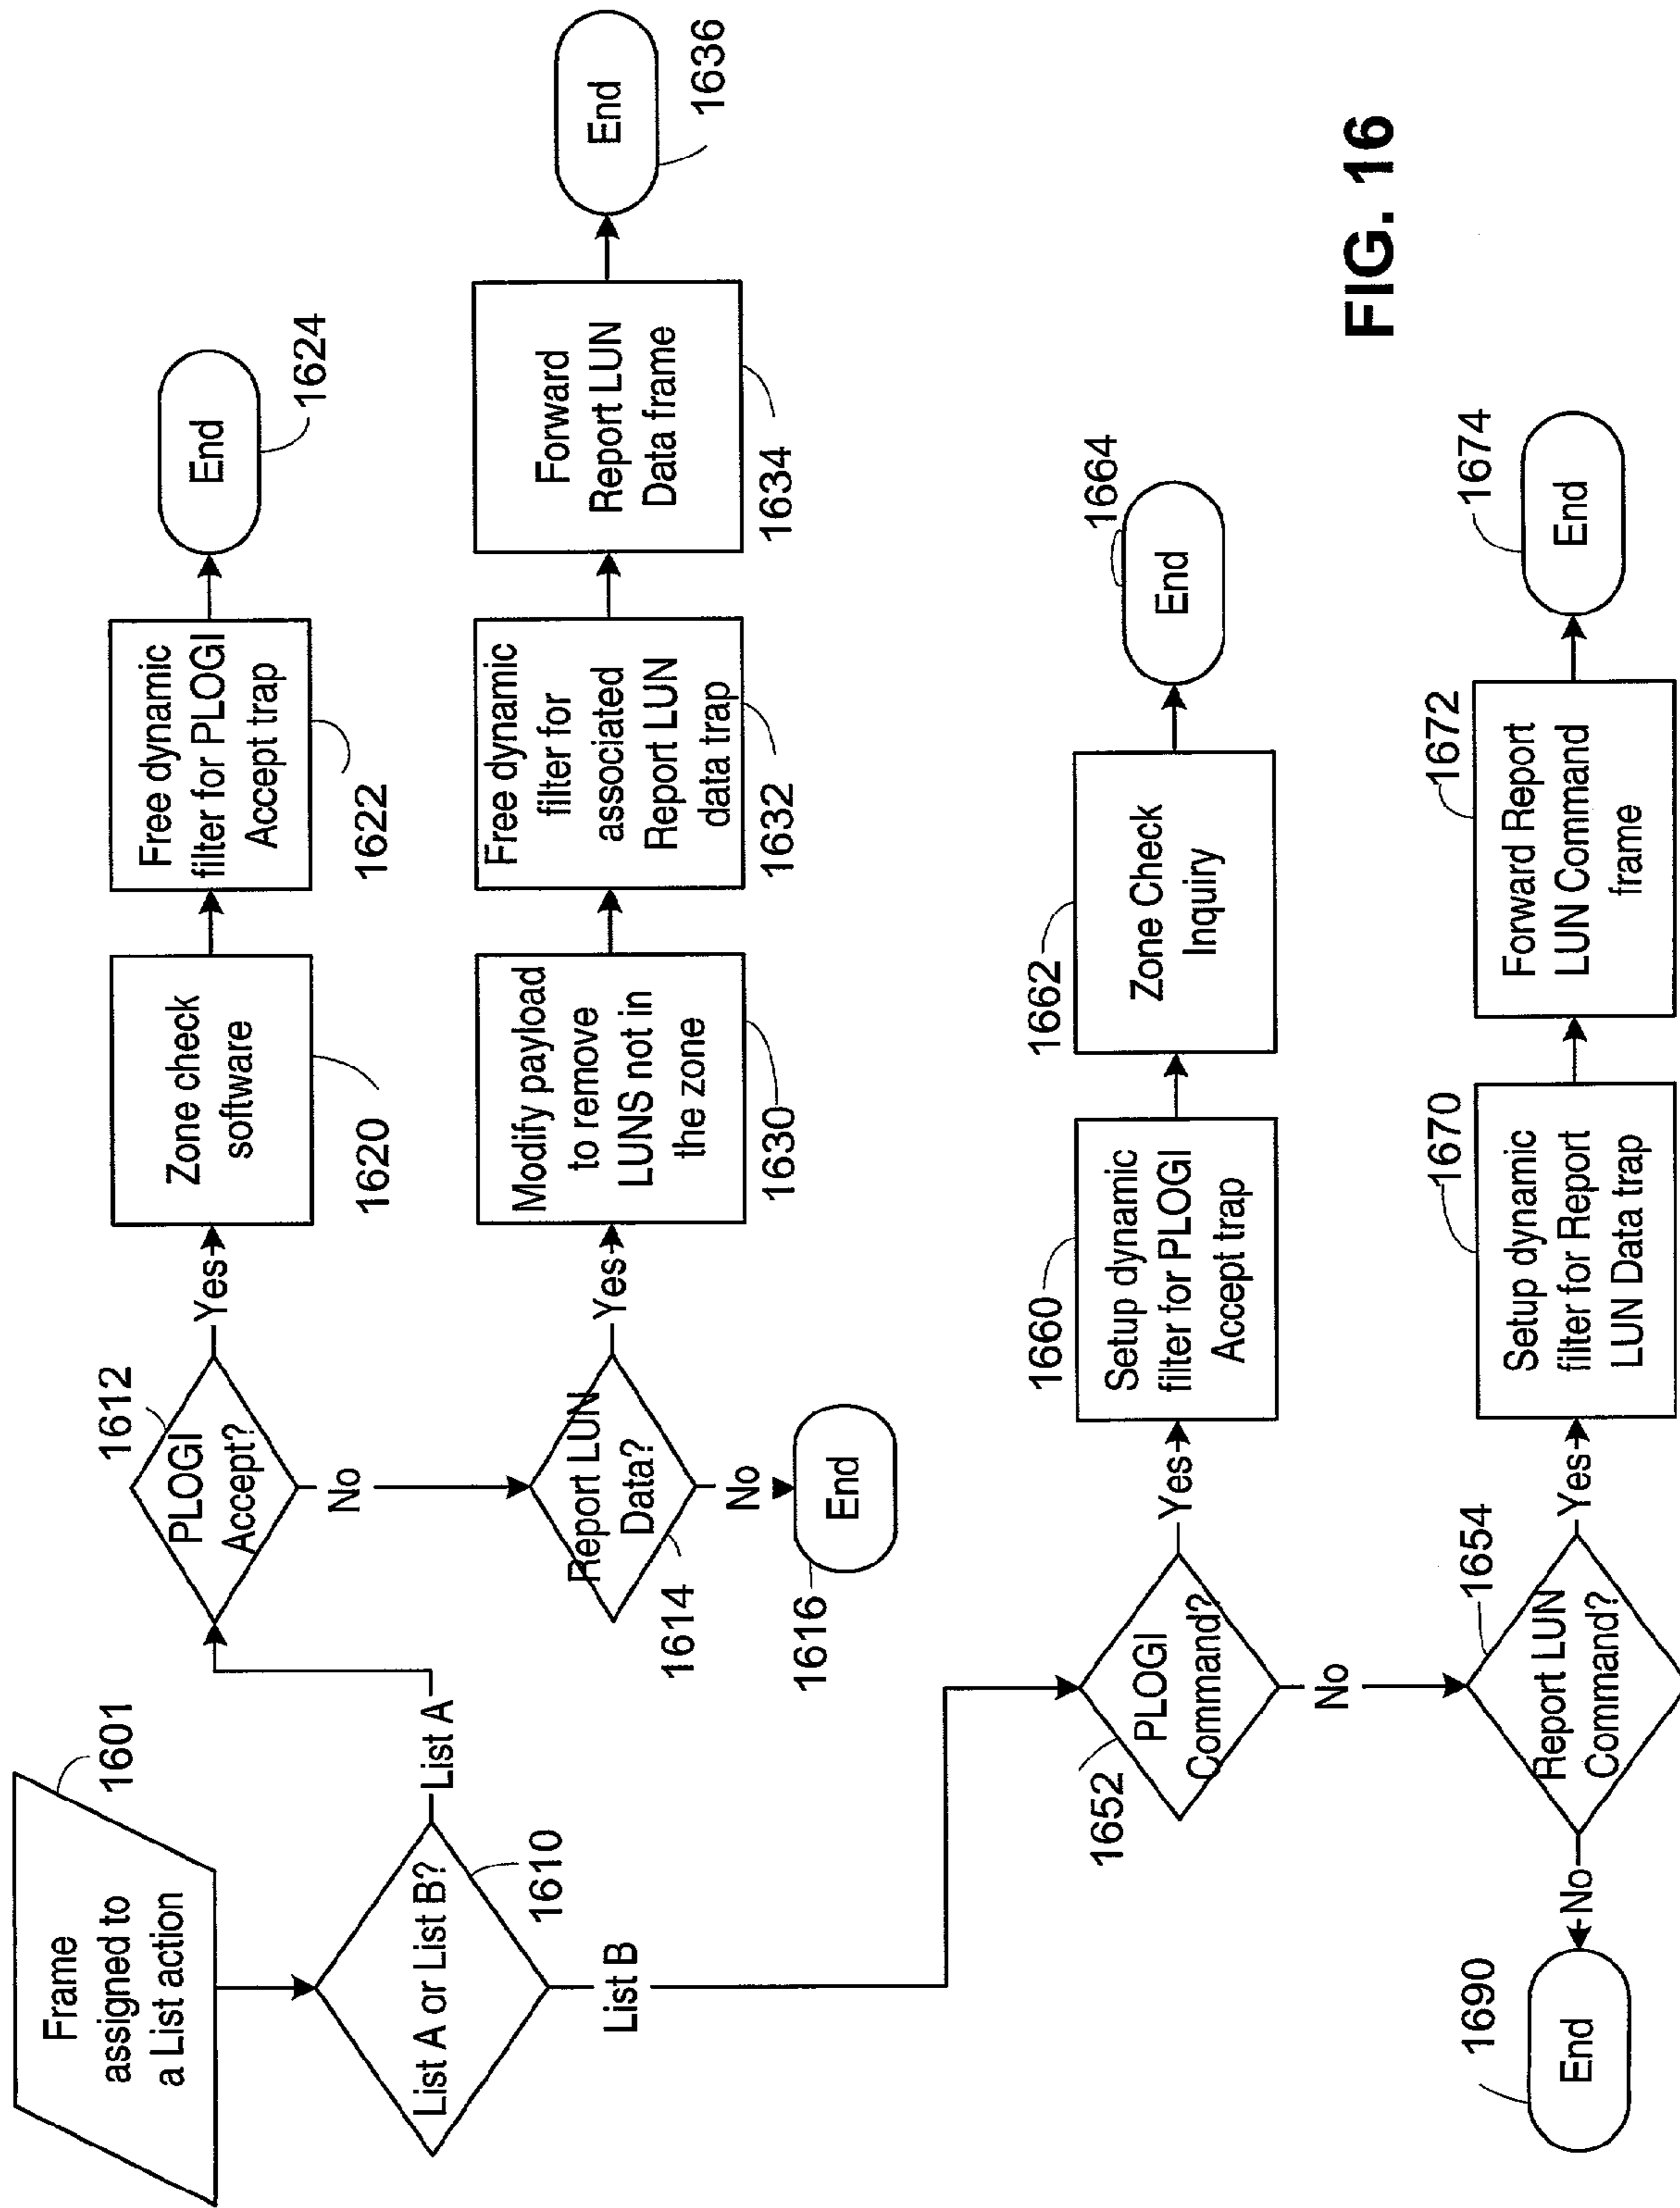 Frame
assigned to
a List action
1601
List A or List B?
1610
List A
List B
PLOGI
Accept?
1612
Yes
No
Zone check
software
1620
Free dynamic
filter for PLOGI
Accept trap
1622
End
1624
Report LUN
Data?
1614
Yes
No
End
1616
Modify payload
to remove
LUNS not in
the zone
1630
Free dynamic
filter for
associated
Report LUN
data trap
1632
Forward
Report LUN
Data frame
1634
End
1636
PLOGI
Command?
1652
Yes
No
Setup dynamic
filter for PLOGI
Accept trap
1660
Zone Check
Inquiry
1662
End
1664
Report LUN
Command?
1654
Yes
No
End
1690
Setup dynamic
filter for Report
LUN Data trap
1670
Forward Report
LUN Command
frame
1672
End
1674
FIG. 16